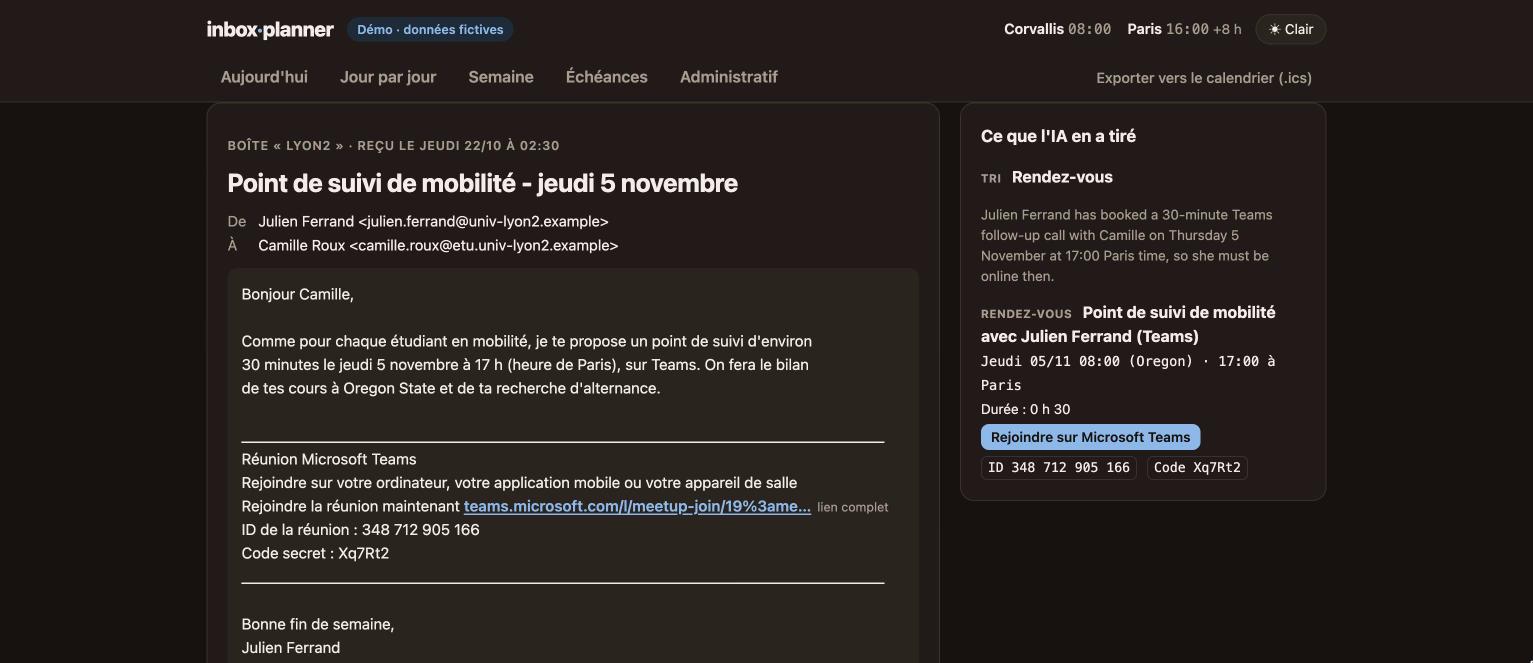 inbox·planner
Démo · données fictives
Corvallis 08:00 Paris 16:00 +8 h
☀ Clair
Aujourd'hui
Jour par jour
Semaine
Échéances
Administratif
Exporter vers le calendrier (.ics)
BOÎTE « LYON2 » · REÇU LE JEUDI 22/10 À 02:30
Point de suivi de mobilité - jeudi 5 novembre
De Julien Ferrand <julien.ferrand@univ-lyon2.example>
À Camille Roux <camille.roux@etu.univ-lyon2.example>
Bonjour Camille,
Comme pour chaque étudiant en mobilité, je te propose un point de suivi d'environ
30 minutes le jeudi 5 novembre à 17 h (heure de Paris), sur Teams. On fera le bilan
de tes cours à Oregon State et de ta recherche d'alternance.
Réunion Microsoft Teams
Rejoindre sur votre ordinateur, votre application mobile ou votre appareil de salle
Rejoindre la réunion maintenant teams.microsoft.com/l/meetup-join/19%3ame... lien complet
ID de la réunion : 348 712 905 166
Code secret : Xq7Rt2
Bonne fin de semaine,
Julien Ferrand
Ce que l'IA en a tiré
TRI Rendez-vous
Julien Ferrand has booked a 30-minute Teams
follow-up call with Camille on Thursday 5
November at 17:00 Paris time, so she must be
online then.
RENDEZ-VOUS Point de suivi de mobilité
avec Julien Ferrand (Teams)
Jeudi 05/11 08:00 (Oregon) · 17:00 à
Paris
Durée : 0 h 30
Rejoindre sur Microsoft Teams
ID 348 712 905 166
Code Xq7Rt2